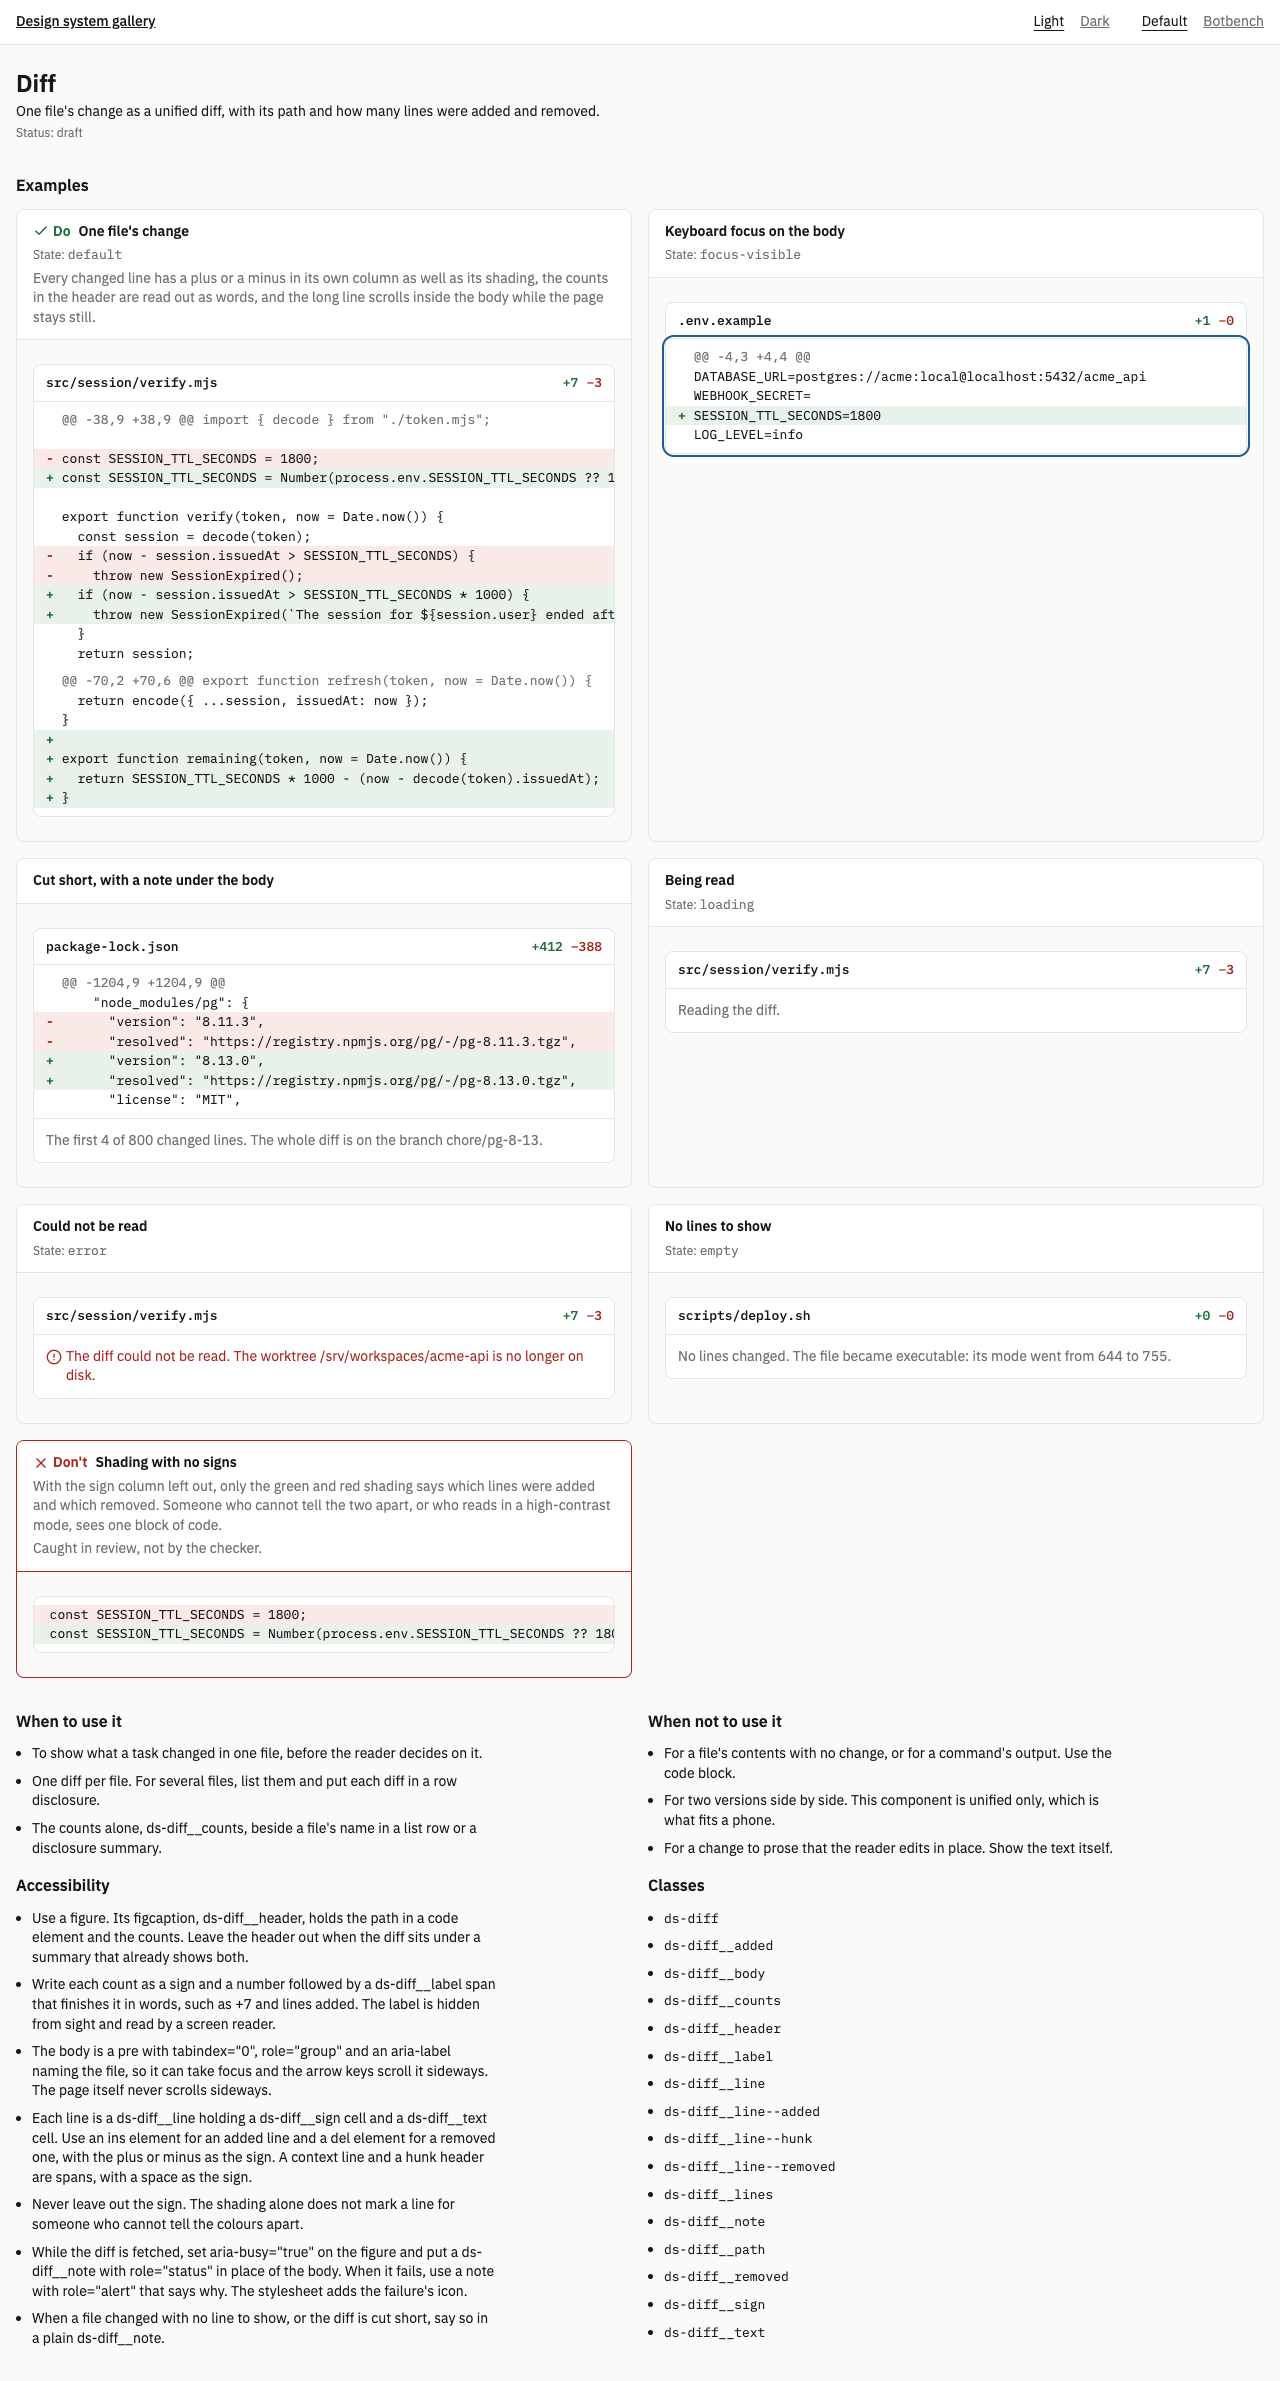 Design system gallery
Light Dark Default Botbench
Diff
One file's change as a unified diff, with its path and how many lines were added and removed.
Status: draft
Examples
Do One file's change
State: default
Every changed line has a plus or a minus in its own column as well as its shading, the counts
in the header are read out as words, and the long line scrolls inside the body while the page
stays still.
src/session/verify.mjs +7 −3
@@ -38,9 +38,9 @@ import { decode } from "./token.mjs";
- const SESSION_TTL_SECONDS = 1800;
+ const SESSION_TTL_SECONDS = Number(process.env.SESSION_TTL_SECONDS ?? 1
export function verify(token, now = Date.now()) {
const session = decode(token);
- if (now - session.issuedAt > SESSION_TTL_SECONDS) {
- throw new SessionExpired();
+ if (now - session.issuedAt > SESSION_TTL_SECONDS * 1000) {
+ throw new SessionExpired(`The session for ${session.user} ended aft
}
return session;
@@ -70,2 +70,6 @@ export function refresh(token, now = Date.now()) {
return encode({ ...session, issuedAt: now });
}
+
+ export function remaining(token, now = Date.now()) {
+ return SESSION_TTL_SECONDS * 1000 - (now - decode(token).issuedAt);
+ }
Keyboard focus on the body
State: focus-visible
.env.example +1 −0
@@ -4,3 +4,4 @@
DATABASE_URL=postgres://acme:local@localhost:5432/acme_api
WEBHOOK_SECRET=
+ SESSION_TTL_SECONDS=1800
LOG_LEVEL=info
Cut short, with a note under the body
package-lock.json +412 −388
@@ -1204,9 +1204,9 @@
"node_modules/pg": {
- "version": "8.11.3",
- "resolved": "https://registry.npmjs.org/pg/-/pg-8.11.3.tgz",
+ "version": "8.13.0",
+ "resolved": "https://registry.npmjs.org/pg/-/pg-8.13.0.tgz",
"license": "MIT",
The first 4 of 800 changed lines. The whole diff is on the branch chore/pg-8-13.
Being read
State: loading
src/session/verify.mjs +7 −3
Reading the diff.
Could not be read
State: error
src/session/verify.mjs +7 −3
The diff could not be read. The worktree /srv/workspaces/acme-api is no longer on
disk.
No lines to show
State: empty
scripts/deploy.sh +0 −0
No lines changed. The file became executable: its mode went from 644 to 755.
Don't Shading with no signs
With the sign column left out, only the green and red shading says which lines were added
and which removed. Someone who cannot tell the two apart, or who reads in a high-contrast
mode, sees one block of code.
Caught in review, not by the checker.
const SESSION_TTL_SECONDS = 1800;
const SESSION_TTL_SECONDS = Number(process.env.SESSION_TTL_SECONDS ?? 180
When to use it
To show what a task changed in one file, before the reader decides on it.
One diff per file. For several files, list them and put each diff in a row
disclosure.
The counts alone, ds-diff__counts, beside a file's name in a list row or a
disclosure summary.
When not to use it
For a file's contents with no change, or for a command's output. Use the
code block.
For two versions side by side. This component is unified only, which is
what fits a phone.
For a change to prose that the reader edits in place. Show the text itself.
Accessibility
Use a figure. Its figcaption, ds-diff__header, holds the path in a code
element and the counts. Leave the header out when the diff sits under a
summary that already shows both.
Write each count as a sign and a number followed by a ds-diff__label span
that finishes it in words, such as +7 and lines added. The label is hidden
from sight and read by a screen reader.
The body is a pre with tabindex="0", role="group" and an aria-label
naming the file, so it can take focus and the arrow keys scroll it sideways.
The page itself never scrolls sideways.
Each line is a ds-diff__line holding a ds-diff__sign cell and a ds-diff__text
cell. Use an ins element for an added line and a del element for a removed
one, with the plus or minus as the sign. A context line and a hunk header
are spans, with a space as the sign.
Never leave out the sign. The shading alone does not mark a line for
someone who cannot tell the colours apart.
While the diff is fetched, set aria-busy="true" on the figure and put a ds-
diff__note with role="status" in place of the body. When it fails, use a note
with role="alert" that says why. The stylesheet adds the failure's icon.
When a file changed with no line to show, or the diff is cut short, say so in
a plain ds-diff__note.
Classes
ds-diff
ds-diff__added
ds-diff__body
ds-diff__counts
ds-diff__header
ds-diff__label
ds-diff__line
ds-diff__line--added
ds-diff__line--hunk
ds-diff__line--removed
ds-diff__lines
ds-diff__note
ds-diff__path
ds-diff__removed
ds-diff__sign
ds-diff__text